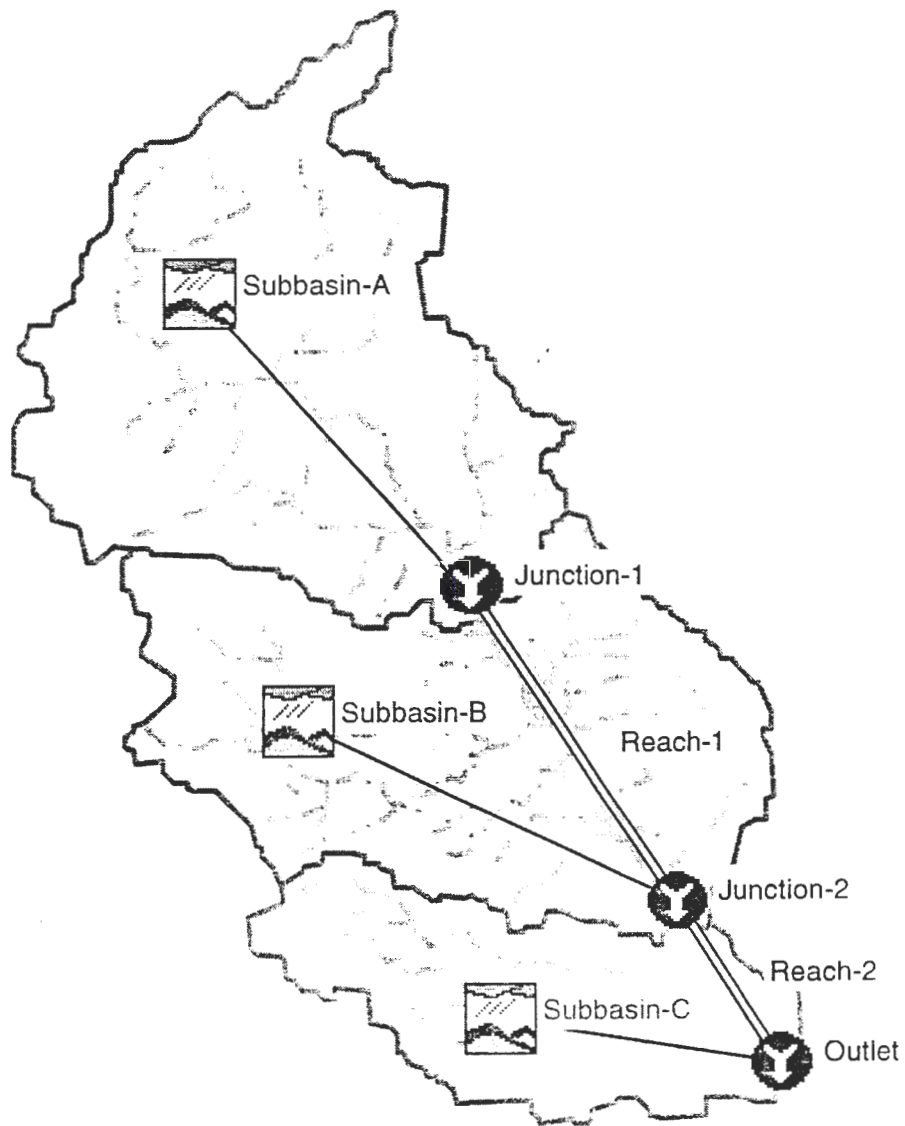 Subbasin-A
Junction-1
Subbasin-B
Reach-1
Junction-2
Reach-2
Subbasin-C
Outlet